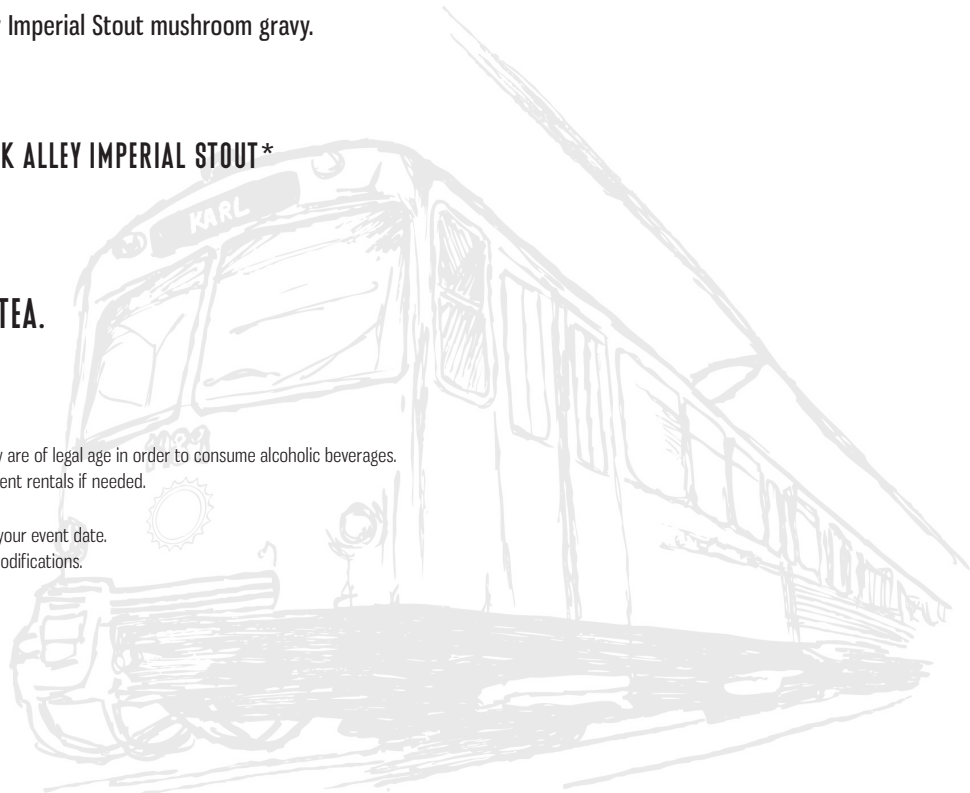 Imperial Stout mushroom gravy.
K ALLEY IMPERIAL STOUT*
KARL
TEA.
are of legal age in order to consume alcoholic beverages.
ent rentals if needed.
your event date.
odifications.